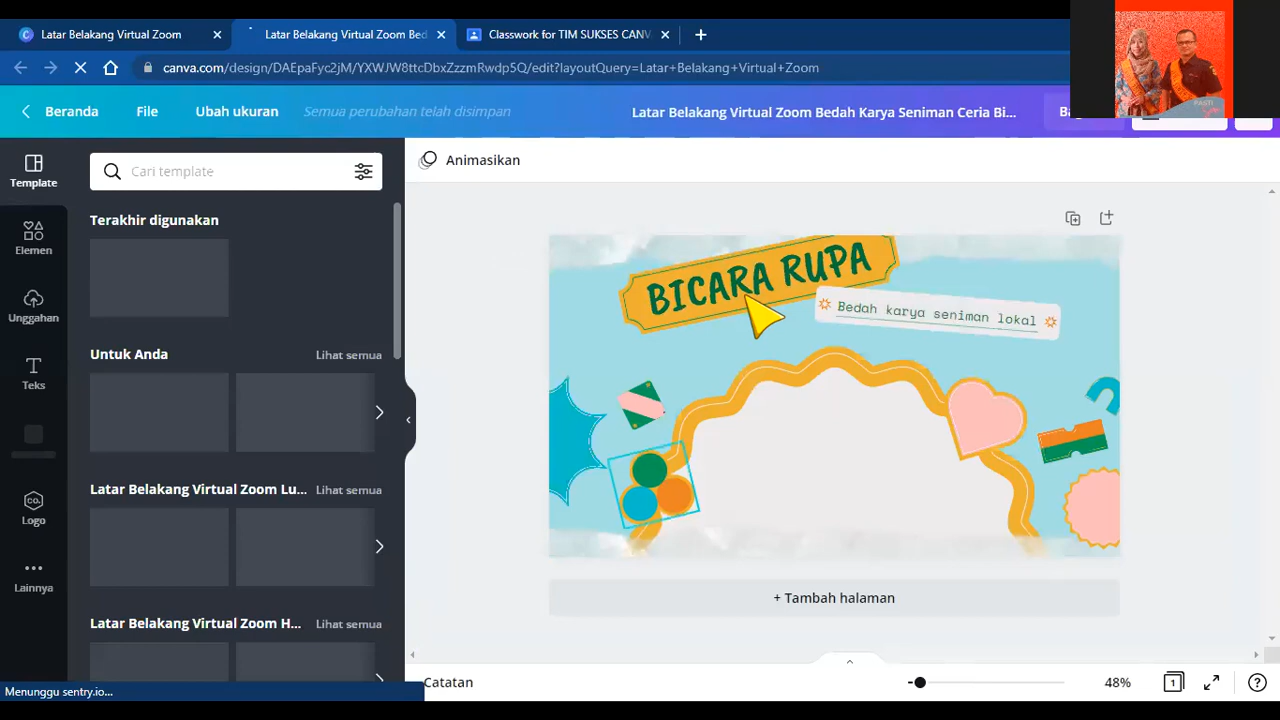 Latar Belakang Virtual Zoom
Latar Belakang Virtual Zoom Bed
Classwork for TIM SUKSES CANV
canva.com/design/DAEpaFyc2jM/YXWJW8ttcDbxZzzmRwdp5Q/edit?layoutQuery=Latar+Belakang+Virtual+Zoom
Beranda
File
Ubah ukuran
Semua perubahan telah disimpan
Latar Belakang Virtual Zoom Bedah Karya Seniman Ceria Bi...
PASTI
Template
Cari template
Animasikan
Terakhir digunakan
Elemen
Unggahan
Untuk Anda
Lihat semua
Teks
Latar Belakang Virtual Zoom Lu...
CO.
Logo
Lainnya
Latar Belakang Virtual Zoom H...
Lihat semua
BICARA RUPA
Bedah karya seniman lokal
+ Tambah halaman
Menunggu sentry.io...
Catatan
48%
1